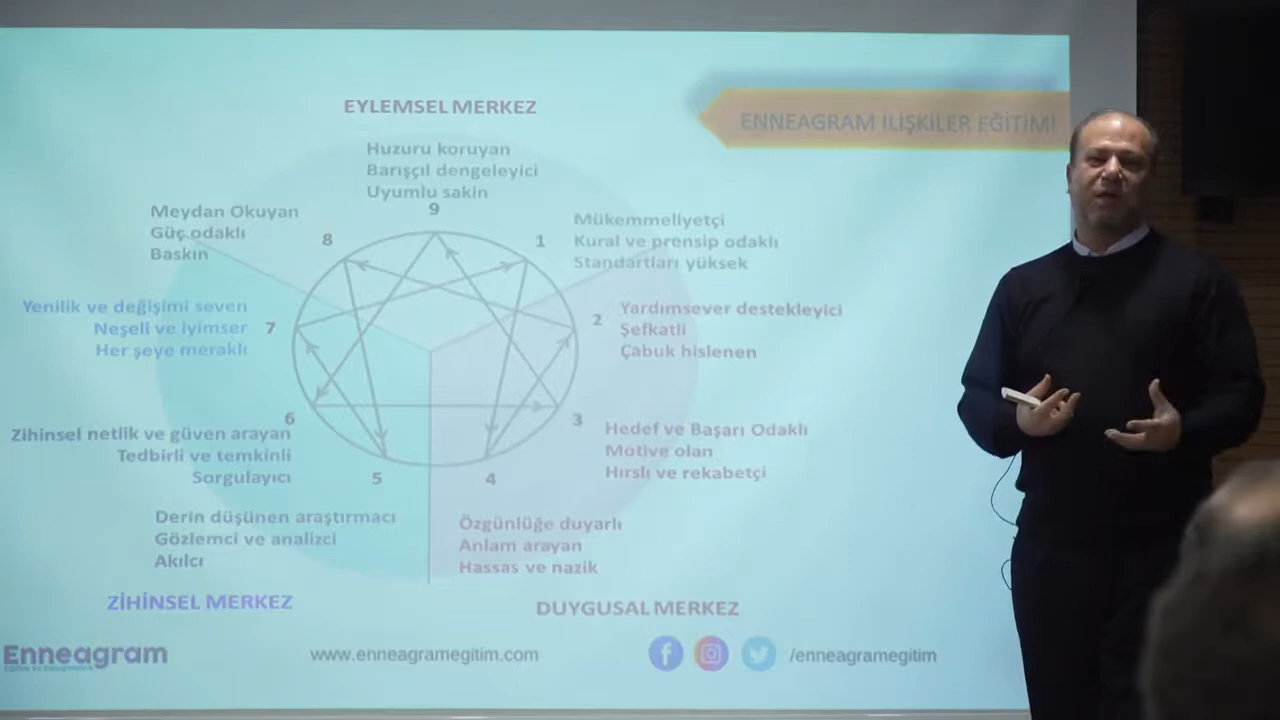 EYLEMSEL MERKEZ
ENNEAGRAM İLİŞKİLER EĞİTİMİ
Huzuru koruyan
Barışçıl dengeleyici
Uyumlu sakin
9
Meydan Okuyan
Güç odaklı
Baskın
8
1
Mükemmeliyetçi
Kural ve prensip odaklı
Standartları yüksek
Yenilik ve değişimi seven
Neşeli ve iyimser
Her şeye meraklı
7
2
Yardımsever destekleyici
Şefkatli
Çabuk hislenen
6
Zihinsel netlik ve güven arayan
Tedbirli ve temkinli
Sorgulayıcı
3
Hedef ve Başarı Odaklı
Motive olan
Hırslı ve rekabetçi
5
4
Derin düşünen araştırmacı
Gözlemci ve analizci
Akılcı
Özgünlüğe duyarlı
Anlam arayan
Hassas ve nazik
ZİHİNSEL MERKEZ
DUYGUSAL MERKEZ
Enneagram
www.enneagramegitim.com
/enneagramegitim